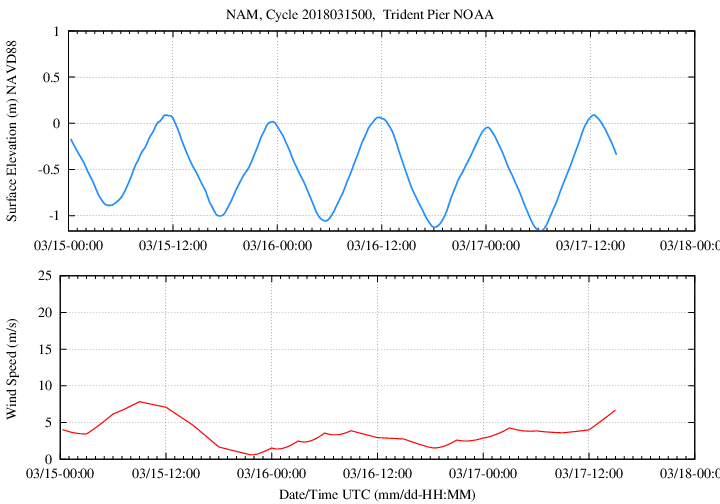 NAM, Cycle 2018031500,  Trident Pier NOAA
Surface Elevation (m) NAVD88
1
0.5
0
-0.5
-1
03/15-00:00 03/15-12:00 03/16-00:00 03/16-12:00 03/17-00:00 03/17-12:00 03/18-0
Wind Speed (m/s)
25
20
15
10
5
0
03/15-00:00 03/15-12:00 03/16-00:00 03/16-12:00 03/17-00:00 03/17-12:00 03/18-0
Date/Time UTC (mm/dd-HH:MM)